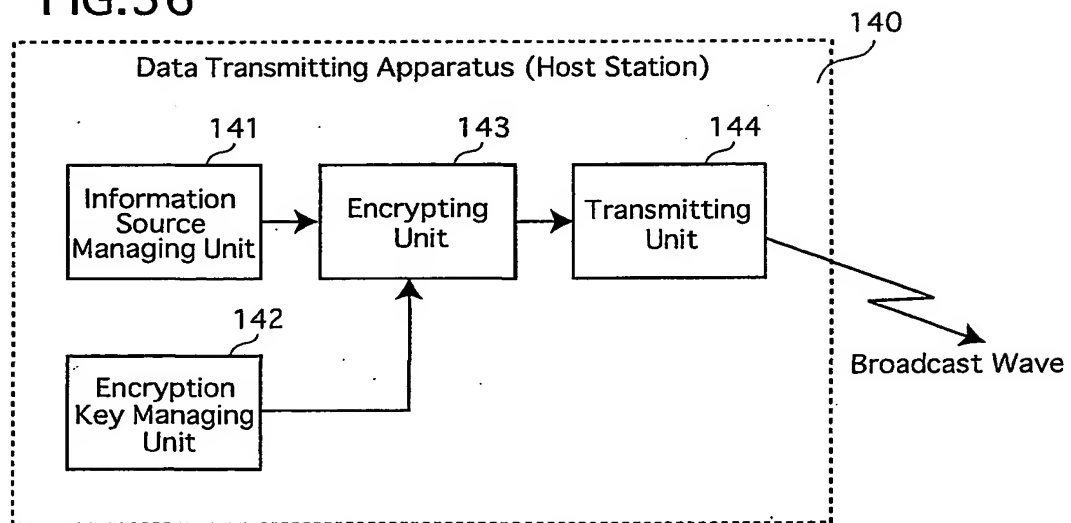 FIG.36
140
Data Transmitting Apparatus (Host Station)
141
143
144
Information
Source
Managing Unit
Encrypting
Unit
Transmitting
Unit
142
Encryption
Key Managing
Unit
Broadcast Wave